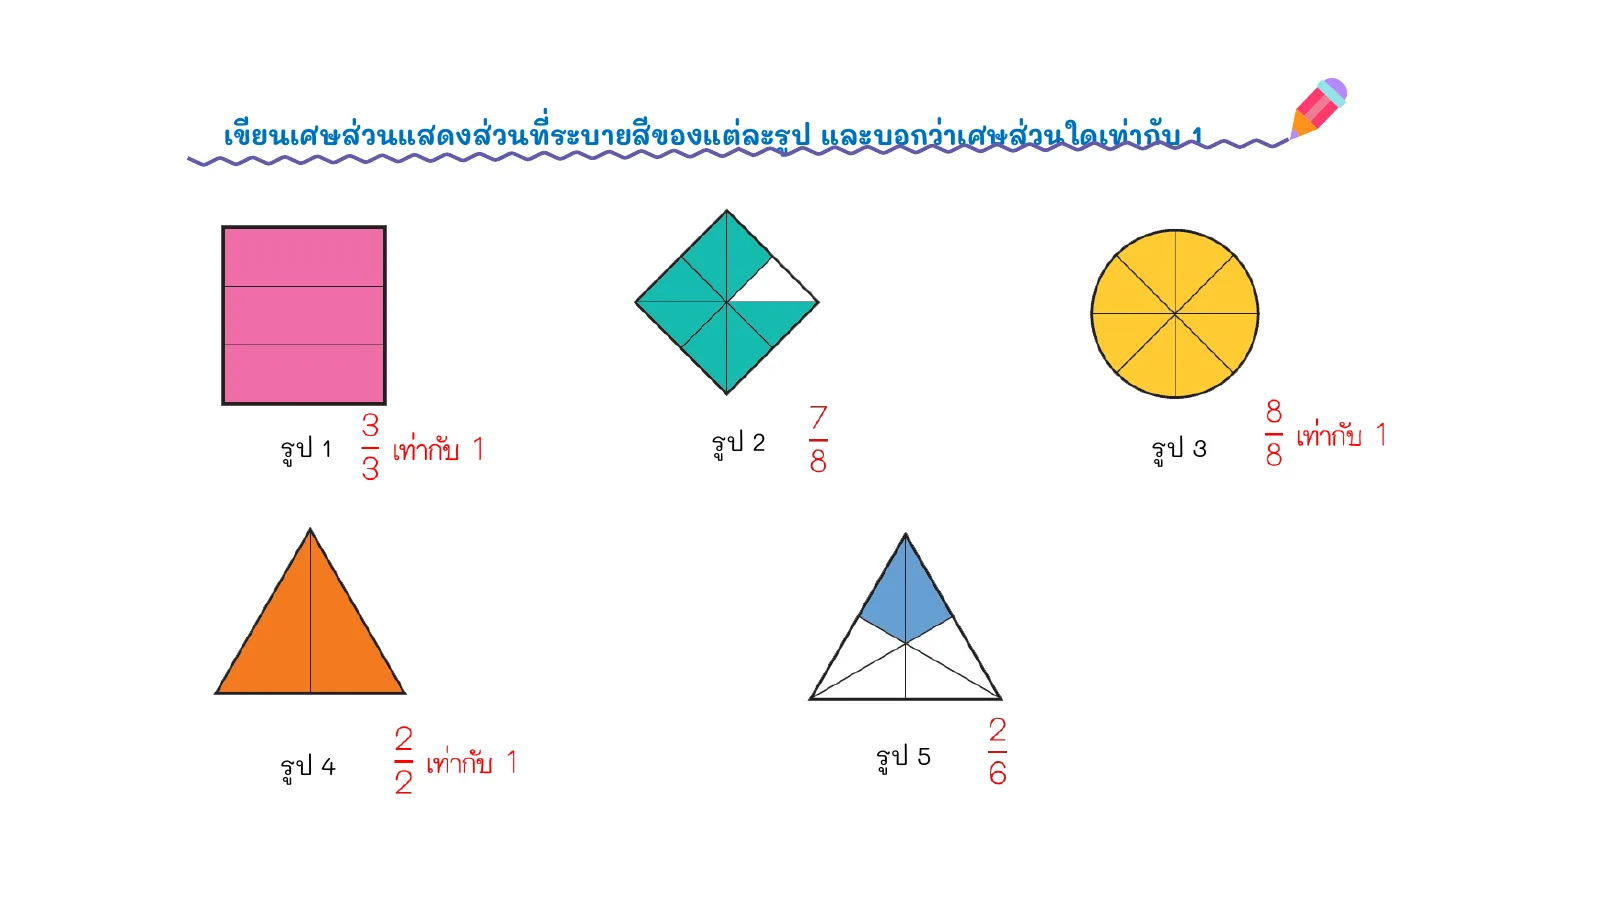 เขียนเศษส่วนแสดงส่วนที่ระบายสีของแต่ละรูป และบอกว่าเศษส่วนใดเท่ากับ 1
รูป 1 3/3 เท่ากับ 1
รูป 2 7/8
รูป 3 8/8 เท่ากับ 1
รูป 4 2/2 เท่ากับ 1
รูป 5 2/6